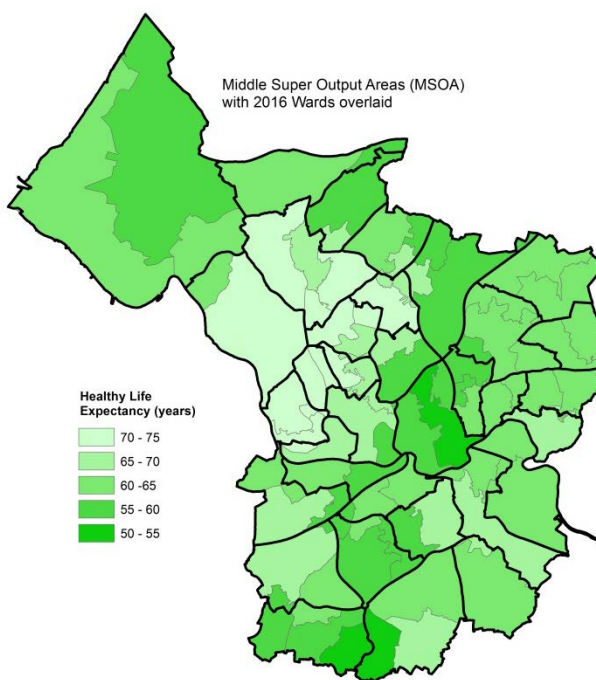 Middle Super Output Areas (MSOA)
with 2016 Wards overlaid
Healthy Life
Expectancy (years)
70 - 75
65 - 70
60 -65
55 - 60
50 - 55